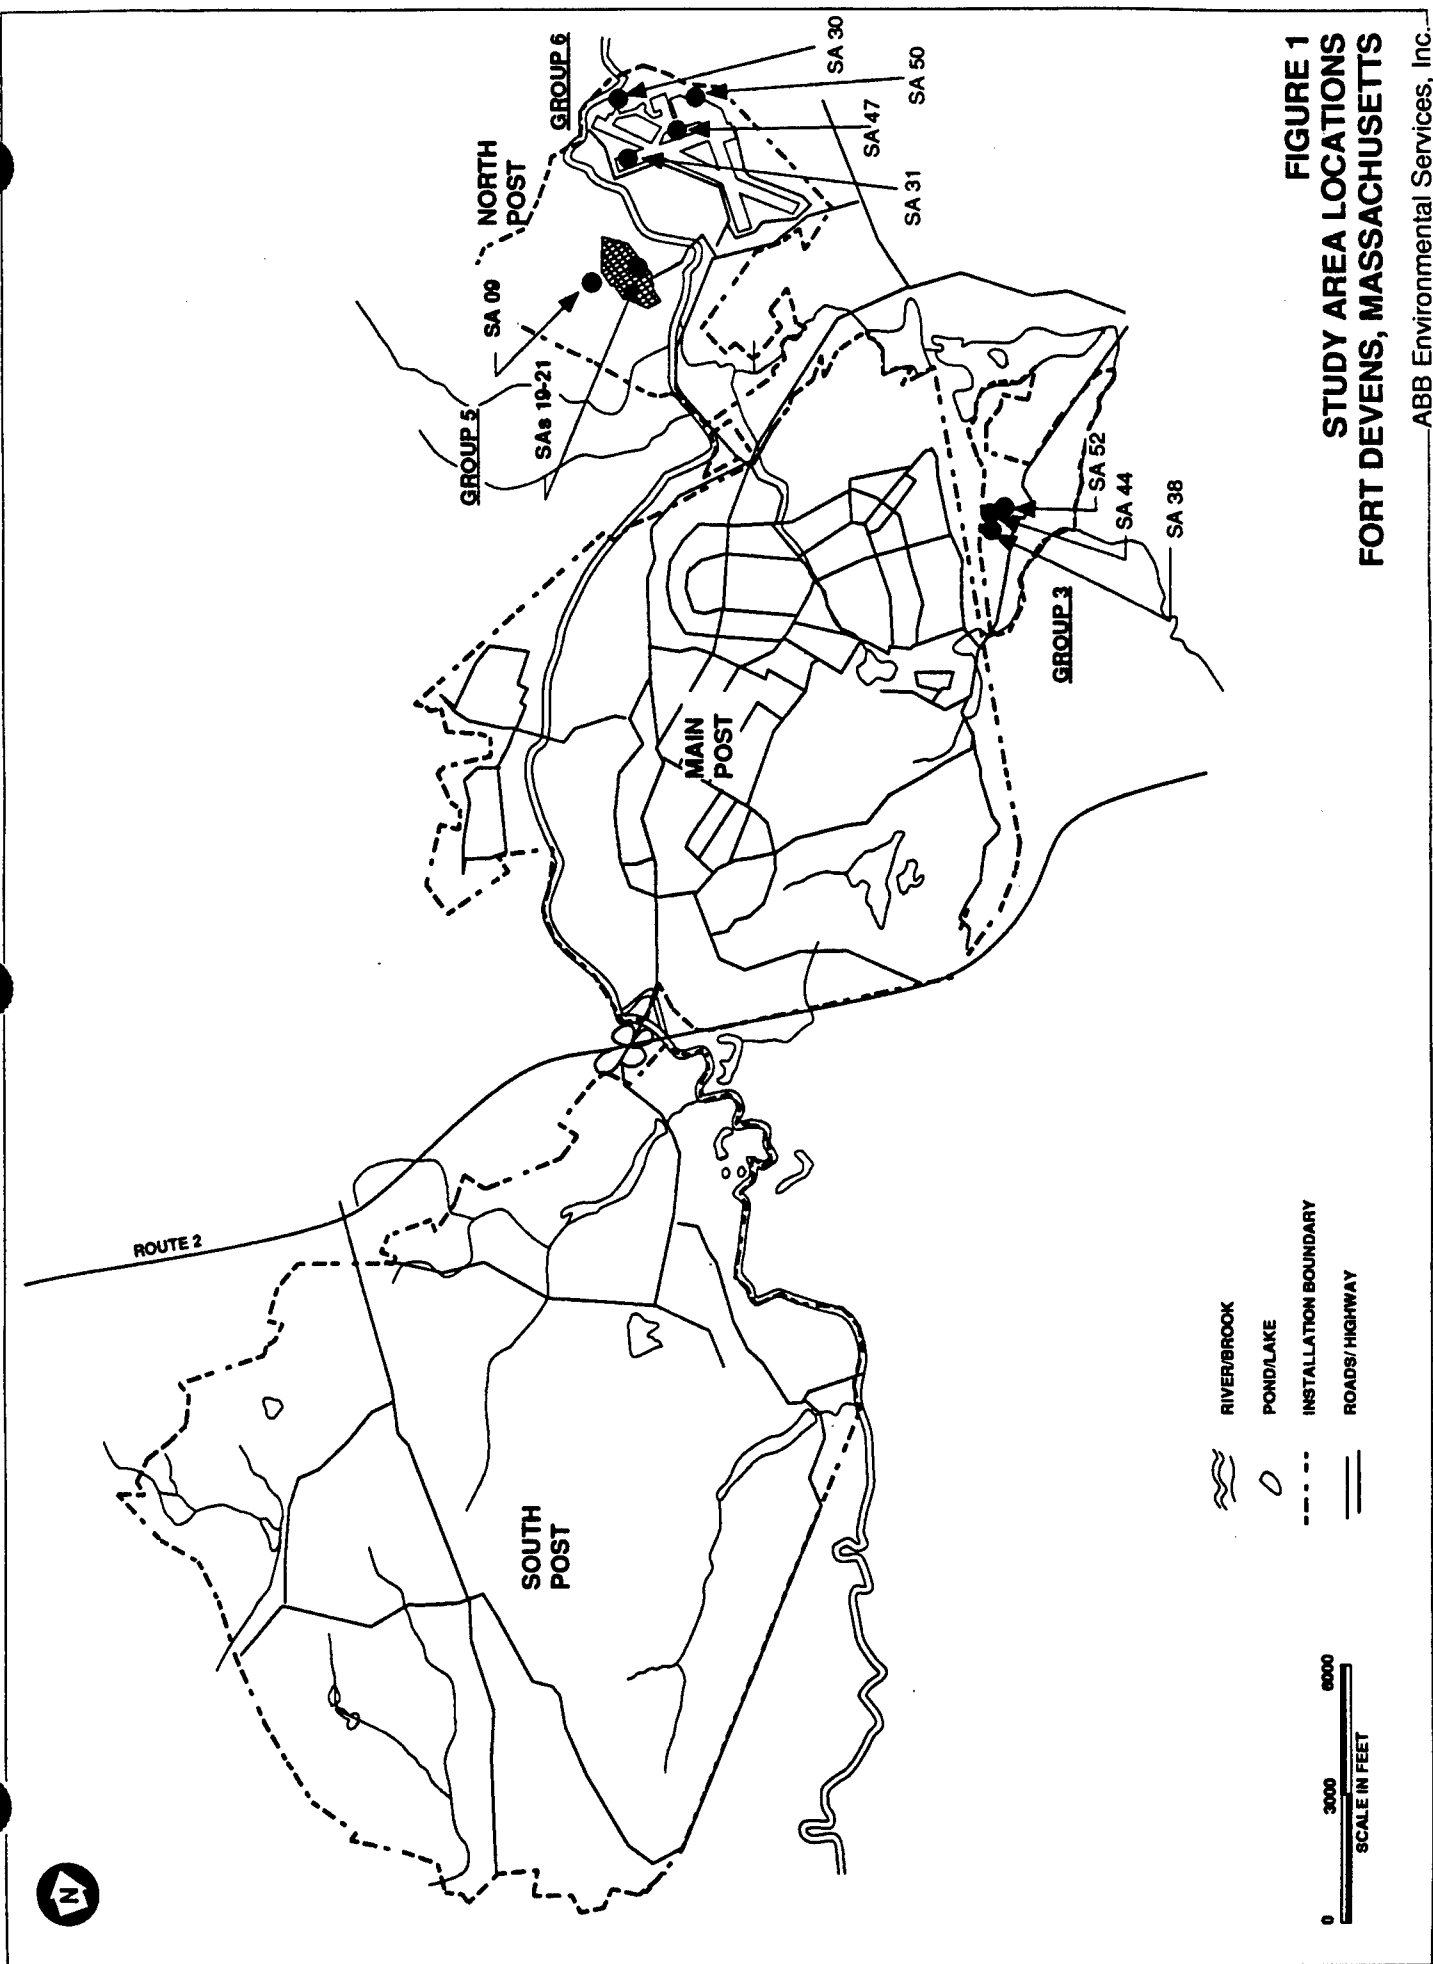 N
ROUTE 2
SOUTH
POST
MAIN
POST
NORTH
POST
GROUP 5
SA 09
SAs 19-21
GROUP 6
SA 30
SA 50
SA 47
SA 31
GROUP 3
SA 52
SA 44
SA 38
RIVER/BROOK
POND/LAKE
INSTALLATION BOUNDARY
ROADS/HIGHWAY
0 3000 6000
SCALE IN FEET
FIGURE 1
STUDY AREA LOCATIONS
FORT DEVENS, MASSACHUSETTS
ABB Environmental Services, Inc.